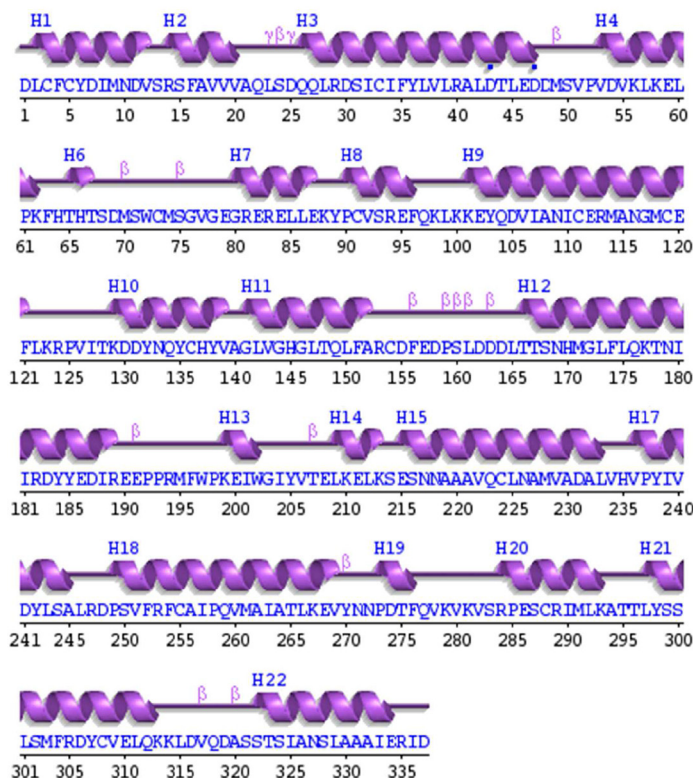 H1 H2 γβγ H3 β H4
DLCFCYDIMNDVSRSFAVVVAQLSDQQLRDSICIFYLVLRALDTLEDDMSVPVDVKLKEL
1 5 10 15 20 25 30 35 40 45 50 55 60
H6 β β H7 H8 H9
PKFHTHTSDMSWCMSGVGEGRERELLEKYPCVSREFQKLKKEYQDVIANICERMANGMCE
61 65 70 75 80 85 90 95 100 105 110 115 120
H10 H11 β βββ β H12
FLKRPVITKDDYNQYCHYVAGLVGHGLTQLFARCDFEDPSLDDDLTTSNHMGLFLQKTNI
121 125 130 135 140 145 150 155 160 165 170 175 180
β H13 β H14 H15 H17
IRDYYEDIREEPPRMFWPKEIWGIYVTELKELKSESNNAAAVQCLNAMVADALVHVPYIV
181 185 190 195 200 205 210 215 220 225 230 235 240
H18 β H19 H20 H21
DYLSALRDPSVFRFCAIPQVMAIATLKEVYNNPDTFQVKVKVSRPESCRIMLKATTLYSS
241 245 250 255 260 265 270 275 280 285 290 295 300
β β H22
LSMFRDYCVELQKKLDVQDASSTSIANSLAAAIERID
301 305 310 315 320 325 330 335